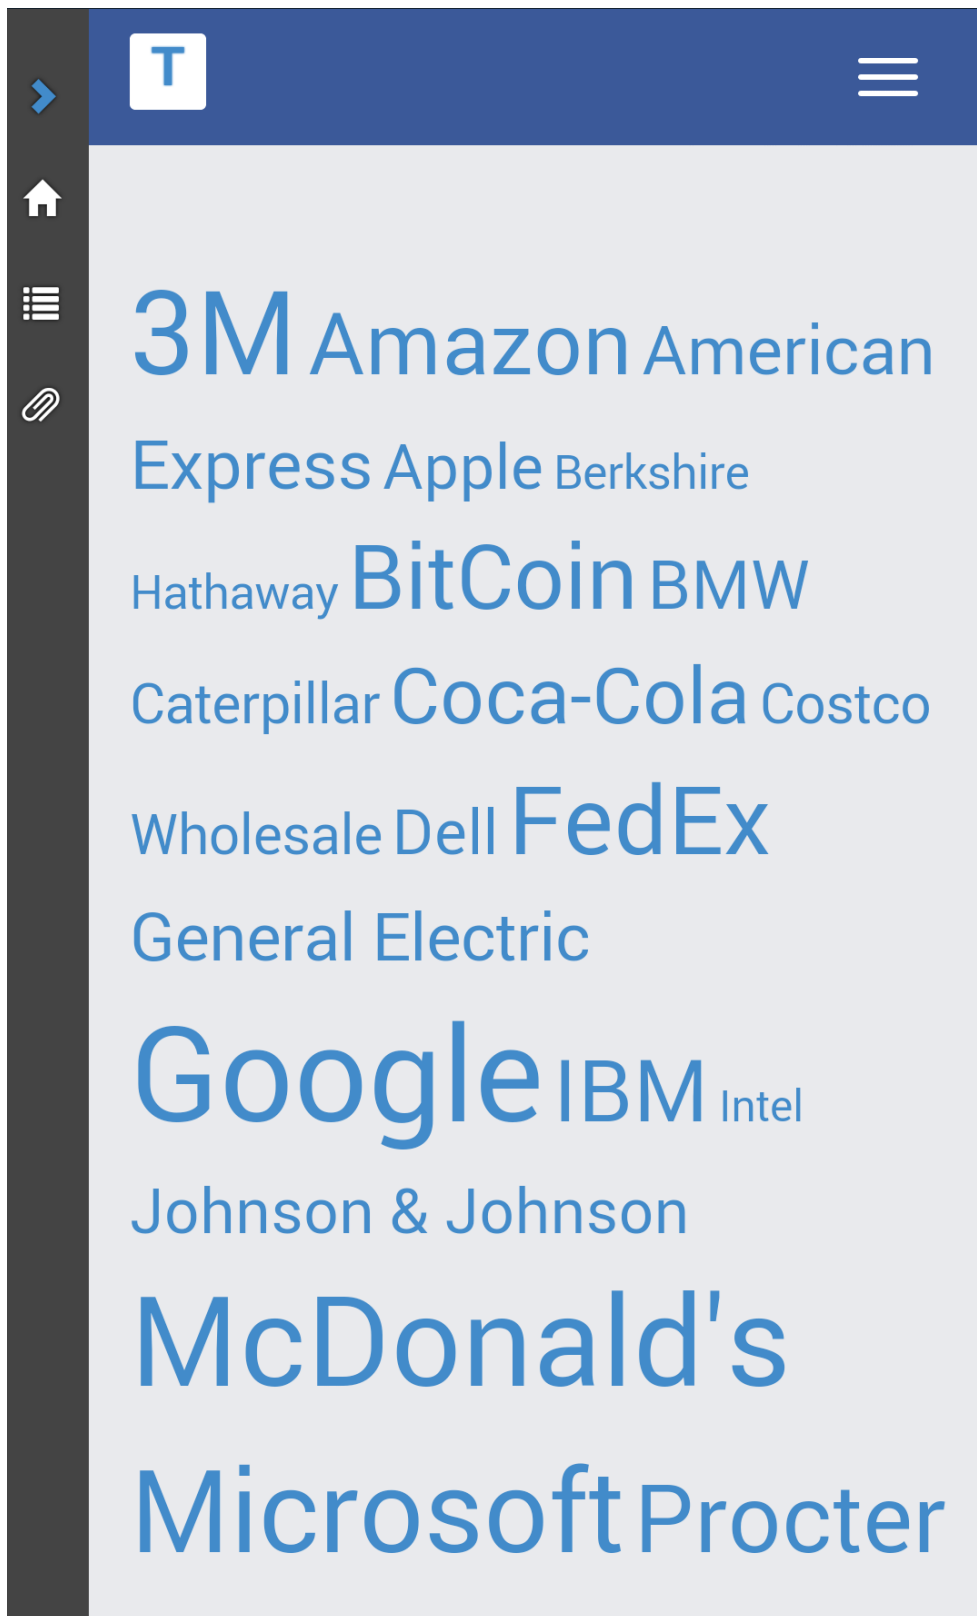 T
3M Amazon American
Express Apple Berkshire
Hathaway BitCoin BMW
Caterpillar Coca-Cola Costco
Wholesale Dell FedEx
General Electric
Google IBM Intel
Johnson & Johnson
McDonald's
Microsoft Procter